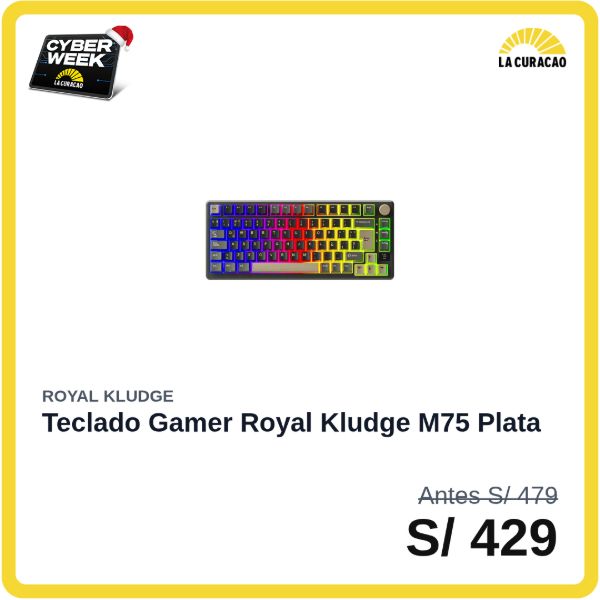 CYBER
WEEK
LA CURACAO
LA CURACAO
ROYAL KLUDGE
Teclado Gamer Royal Kludge M75 Plata
Antes S/ 479
S/ 429